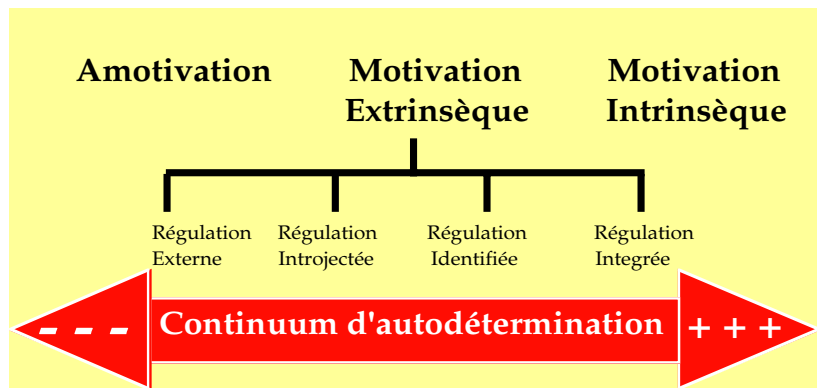 Amotivation
Motivation
Extrinsèque
Motivation
Intrinsèque
Régulation
Externe
Régulation
Introjectée
Régulation
Identifiée
Régulation
Integrée
- - - Continuum d'autodétermination + + +